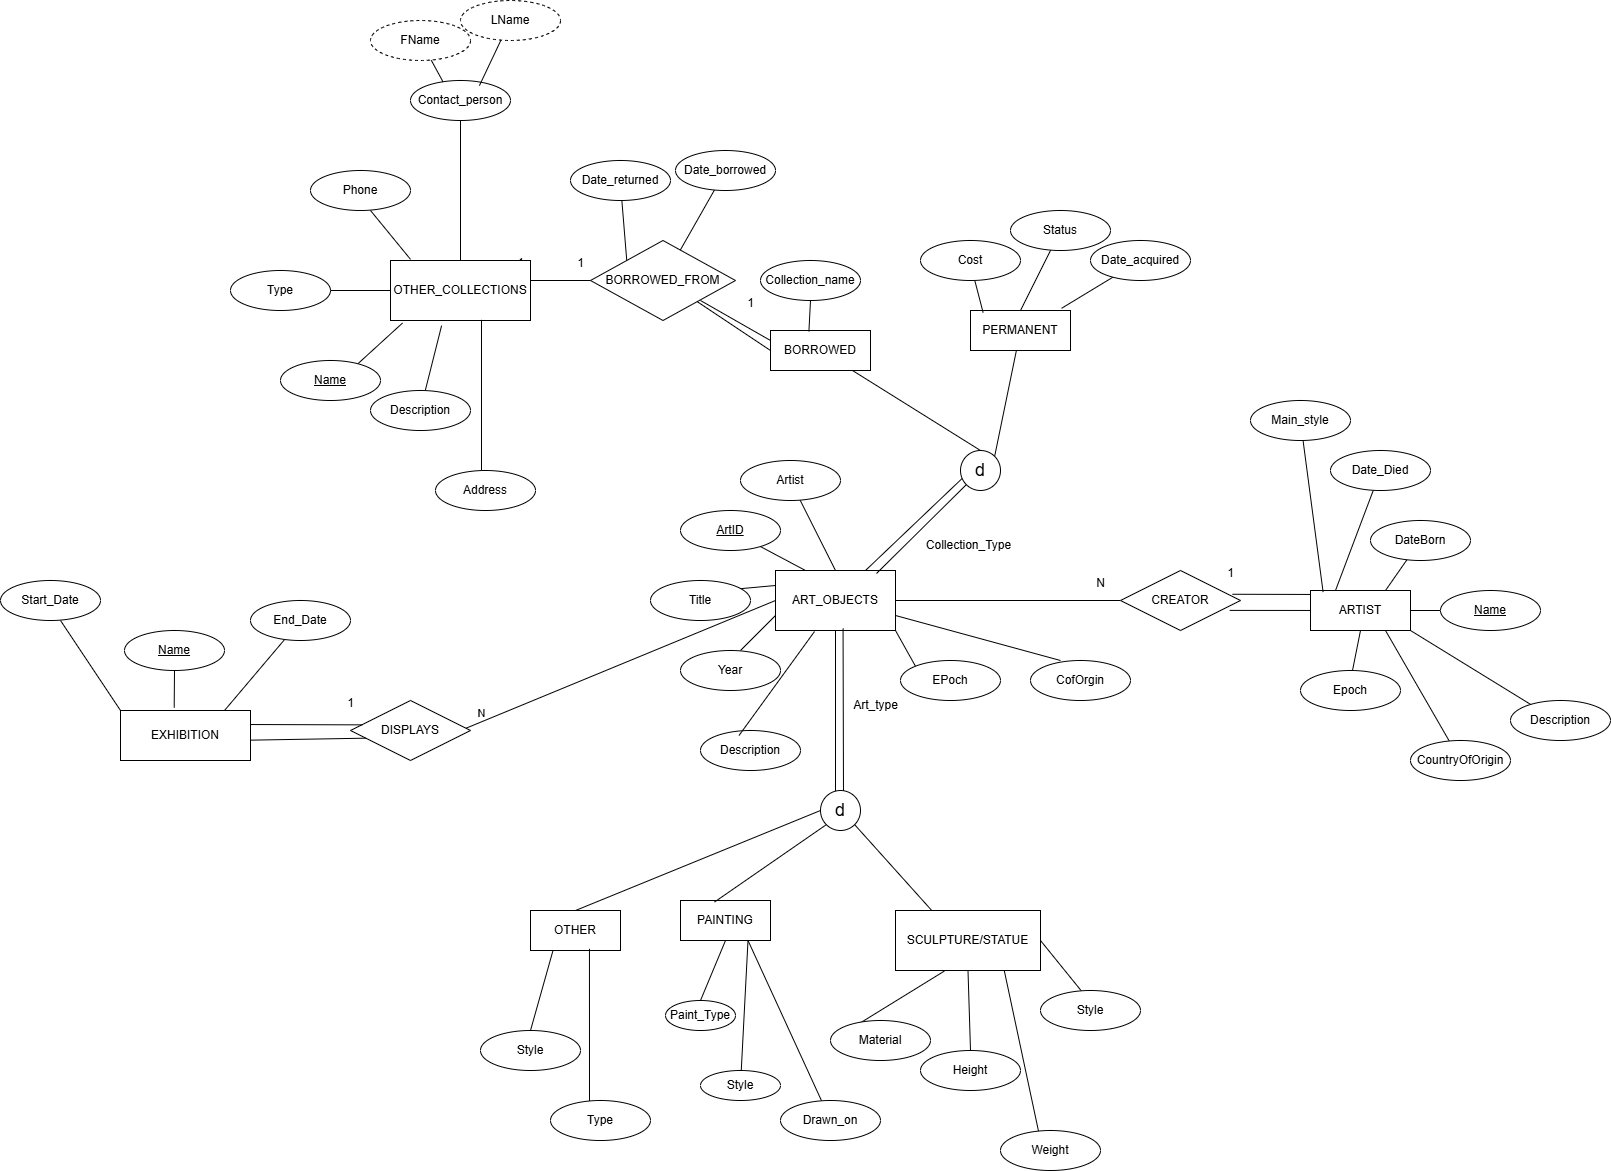 LName
FName
Contact_person
Phone
Date_returned
Date_borrowed
Status
Cost
Date_acquired
1
BORROWED_FROM
Collection_name
Type
OTHER_COLLECTIONS
1
PERMANENT
BORROWED
Name
Description
Main_style
d
Date_Died
Artist
Address
ArtID
Collection_Type
DateBorn
1
N
Start_Date
Title
ART_OBJECTS
CREATOR
ARTIST
Name
End_Date
Name
Year
EPoch
CofOrgin
Epoch
1
N
Art_type
Description
EXHIBITION
DISPLAYS
Description
CountryOfOrigin
d
OTHER
PAINTING
SCULPTURE/STATUE
Paint_Type
Style
Style
Material
Height
Style
Type
Drawn_on
Weight